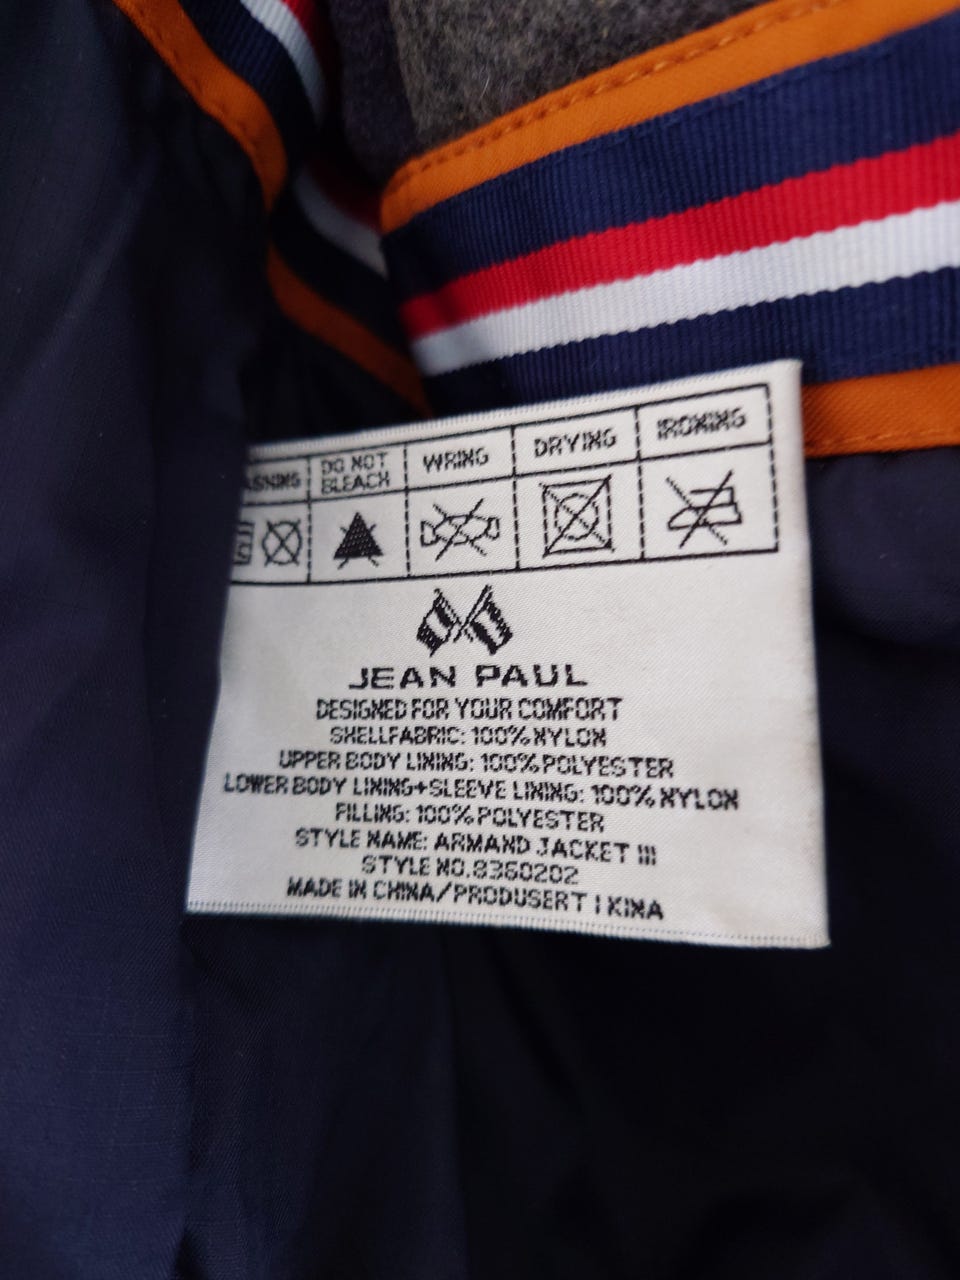 DO NOT BLEACH
WRING
DRYING
IRONING
JEAN PAUL
DESIGNED FOR YOUR COMFORT
SHELLFABRIC: 100% NYLON
UPPER BODY LINING: 100% POLYESTER
LOWER BODY LINING+SLEEVE LINING: 100% NYLON
FILLING: 100% POLYESTER
STYLE NAME: ARMAND JACKET III
STYLE NO.8360202
MADE IN CHINA/PRODUSERT I KINA